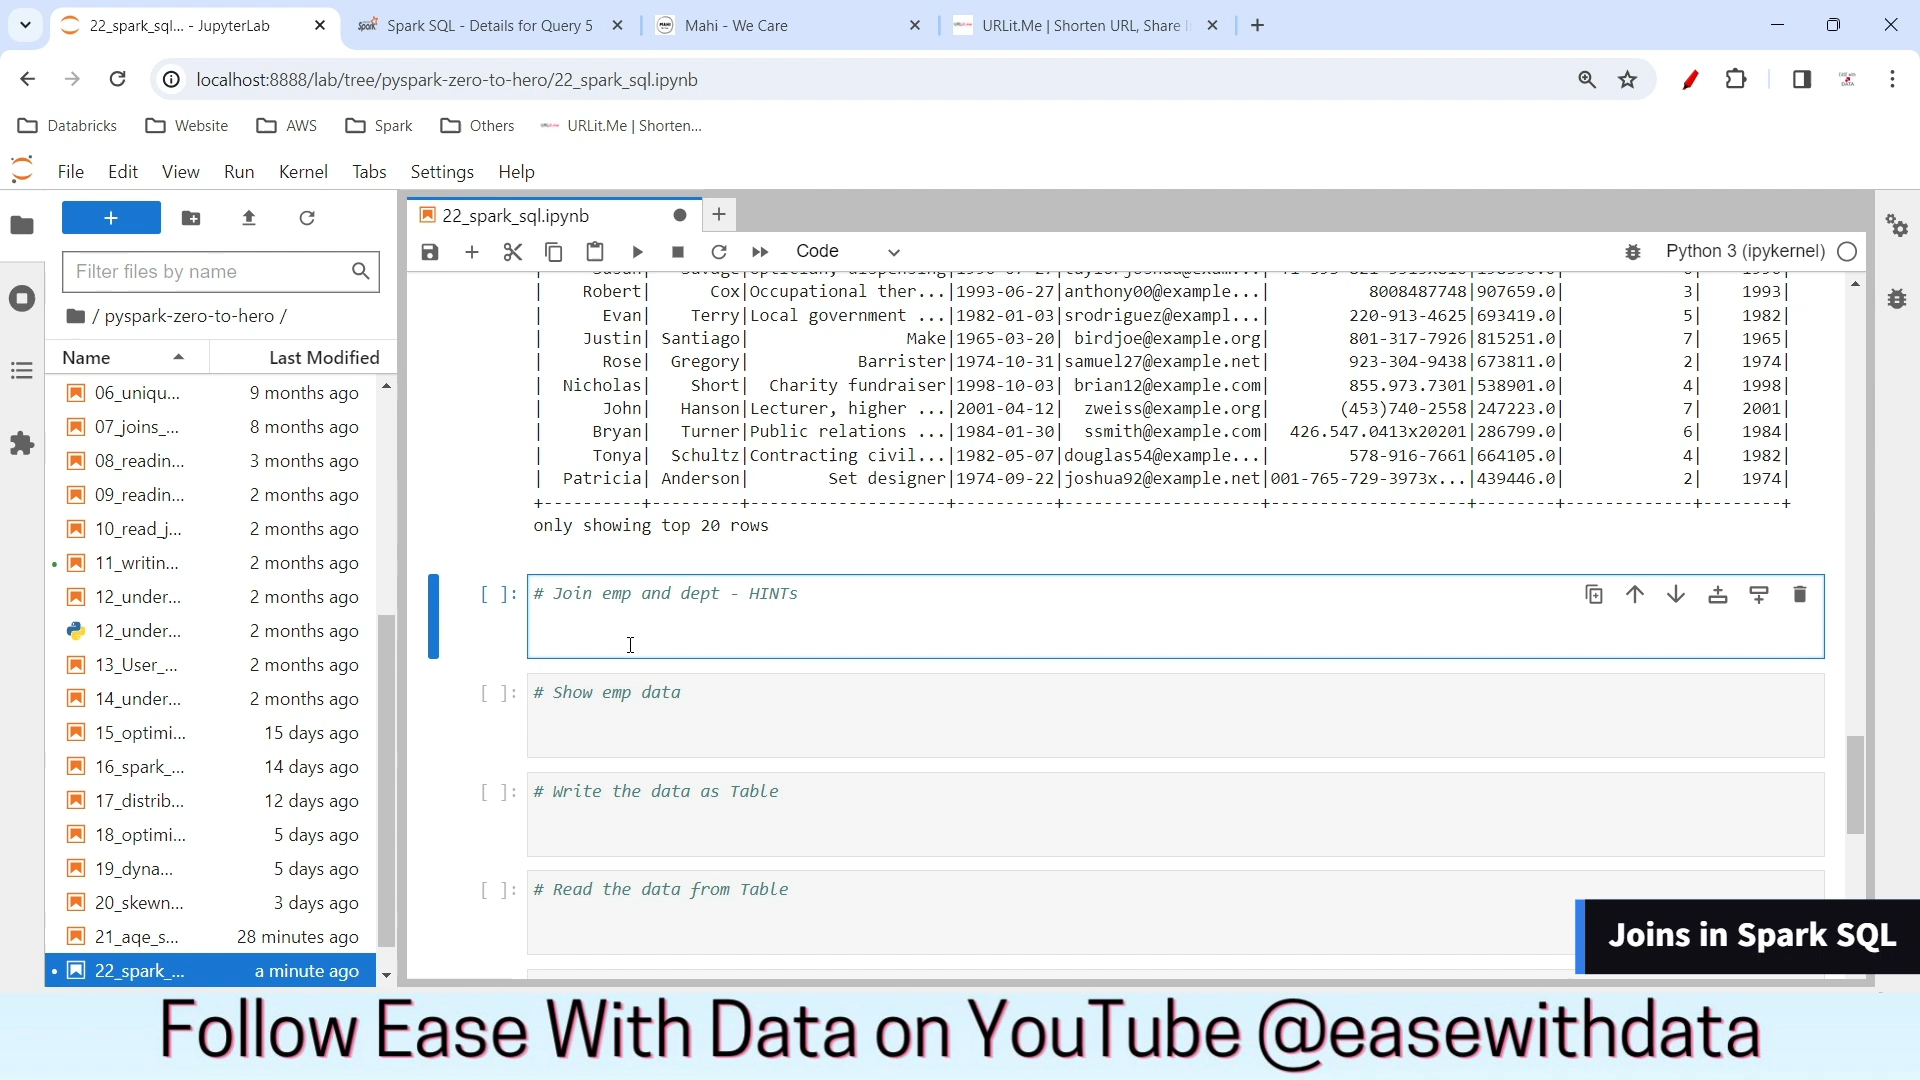 22_spark_sql... - JupyterLab
Spark SQL - Details for Query 5
Mahi - We Care
URLit.Me | Shorten URL, Share
localhost:8888/lab/tree/pyspark-zero-to-hero/22_spark_sql.ipynb
Databricks
Website
AWS
Spark
Others
URLit.Me | Shorten...
File
Edit
View
Run
Kernel
Tabs
Settings
Help
22_spark_sql.ipynb
Code
Python 3 (ipykernel)
Filter files by name
/ pyspark-zero-to-hero /
Name
Last Modified
06_uniqu... 9 months ago
07_joins_... 8 months ago
08_readin... 3 months ago
09_readin... 2 months ago
10_read_j... 2 months ago
11_writin... 2 months ago
12_under... 2 months ago
12_under... 2 months ago
13_User_... 2 months ago
14_under... 2 months ago
15_optimi... 15 days ago
16_spark_... 14 days ago
17_distrib... 12 days ago
18_optimi... 5 days ago
19_dyna... 5 days ago
20_skewn... 3 days ago
21_aqe_s... 28 minutes ago
22_spark_... a minute ago
| Robert| Cox|Occupational ther...|1993-06-27|anthony00@example...| 8008487748|907659.0| 3| 1993|
| Evan| Terry|Local government ...|1982-01-03|srodriguez@exampl...| 220-913-4625|693419.0| 5| 1982|
| Justin| Santiago| Make|1965-03-20| birdjoe@example.org| 801-317-7926|815251.0| 7| 1965|
| Rose| Gregory| Barrister|1974-10-31|samuel27@example.net| 923-304-9438|673811.0| 2| 1974|
| Nicholas| Short| Charity fundraiser|1998-10-03| brian12@example.com| 855.973.7301|538901.0| 4| 1998|
| John| Hanson|Lecturer, higher ...|2001-04-12| zweiss@example.org| (453)740-2558|247223.0| 7| 2001|
| Bryan| Turner|Public relations ...|1984-01-30| ssmith@example.com| 426.547.0413x20201|286799.0| 6| 1984|
| Tonya| Schultz|Contracting civil...|1982-05-07|douglas54@example...| 578-916-7661|664105.0| 4| 1982|
| Patricia| Anderson| Set designer|1974-09-22|joshua92@example.net|001-765-729-3973x...|439446.0| 2| 1974|
+----------+---------+--------------------+----------+--------------------+--------------------+--------+-------------+--------+
only showing top 20 rows
[ ]: # Join emp and dept - HINTs
[ ]: # Show emp data
[ ]: # Write the data as Table
[ ]: # Read the data from Table
Joins in Spark SQL
Follow Ease With Data on YouTube @easewithdata